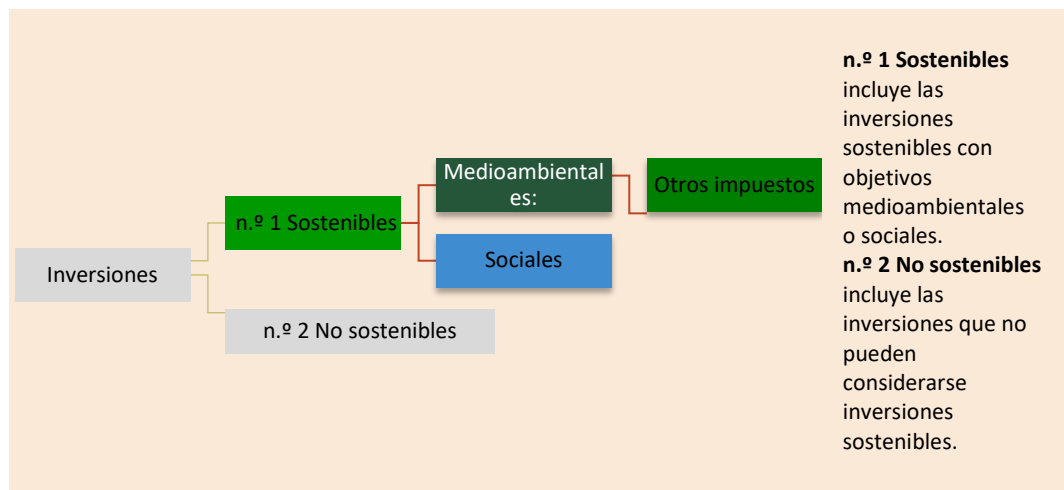 Inversiones
n.º 1 Sostenibles
n.º 2 No sostenibles
Medioambiental
es:
Sociales
Otros impuestos
n.º 1 Sostenibles
incluye las
inversiones
sostenibles con
objetivos
medioambientales
o sociales.
n.º 2 No sostenibles
incluye las
inversiones que no
pueden
considerarse
inversiones
sostenibles.